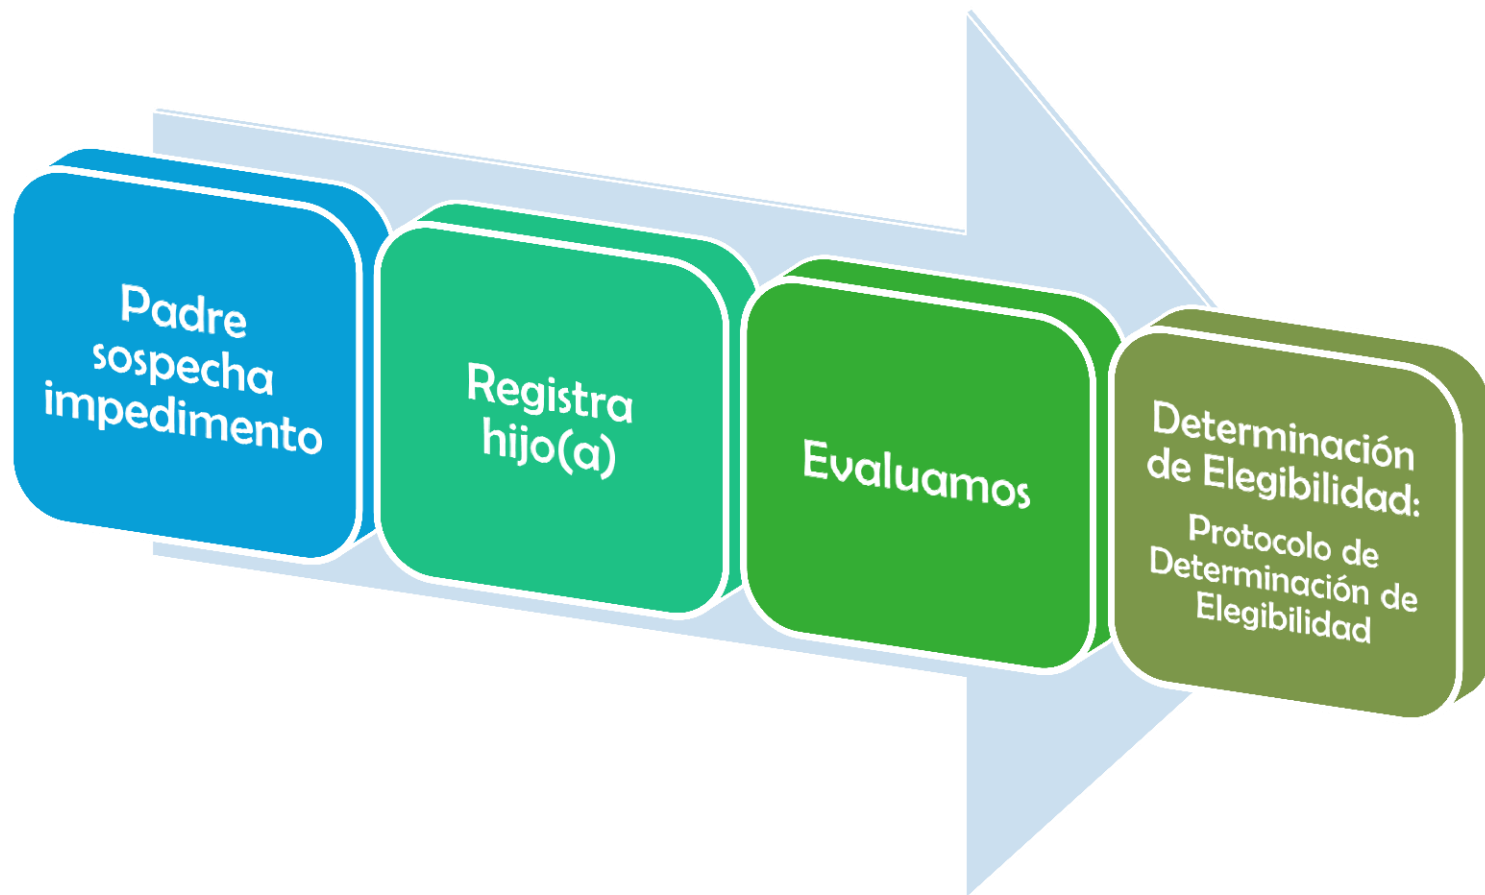 Padre
sospecha
impedimento
Registra
hijo(a)
Evaluamos
Determinación
de Elegibilidad:
Protocolo de
Determinación de
Elegibilidad